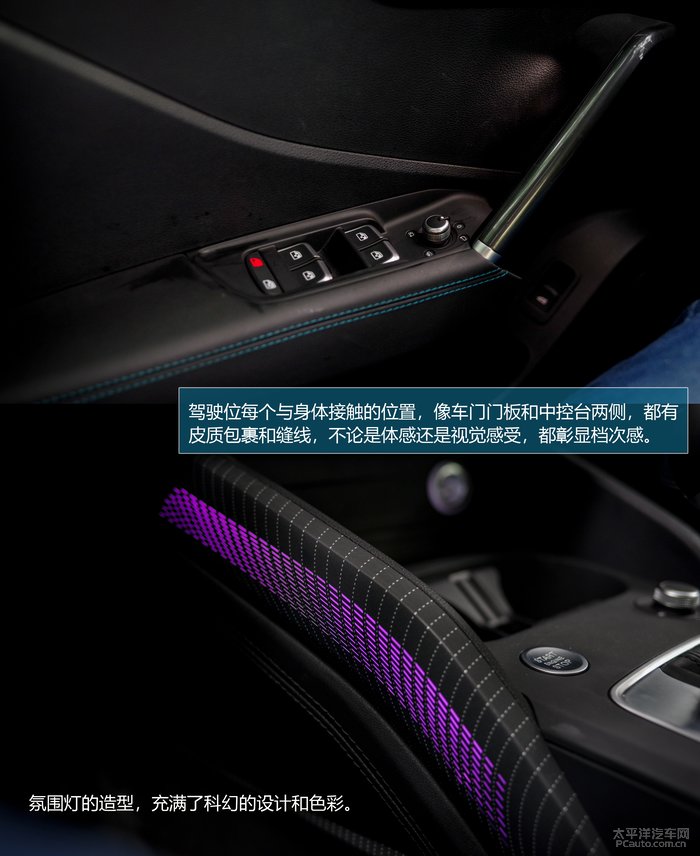 驾驶位每个与身体接触的位置，像车门门板和中控台两侧，都有
皮质包裹和缝线，不论是体感还是视觉感受，都彰显档次感。
START
Engine
STOP
氛围灯的造型，充满了科幻的设计和色彩。
太平洋汽车网
PCauto.com.cn